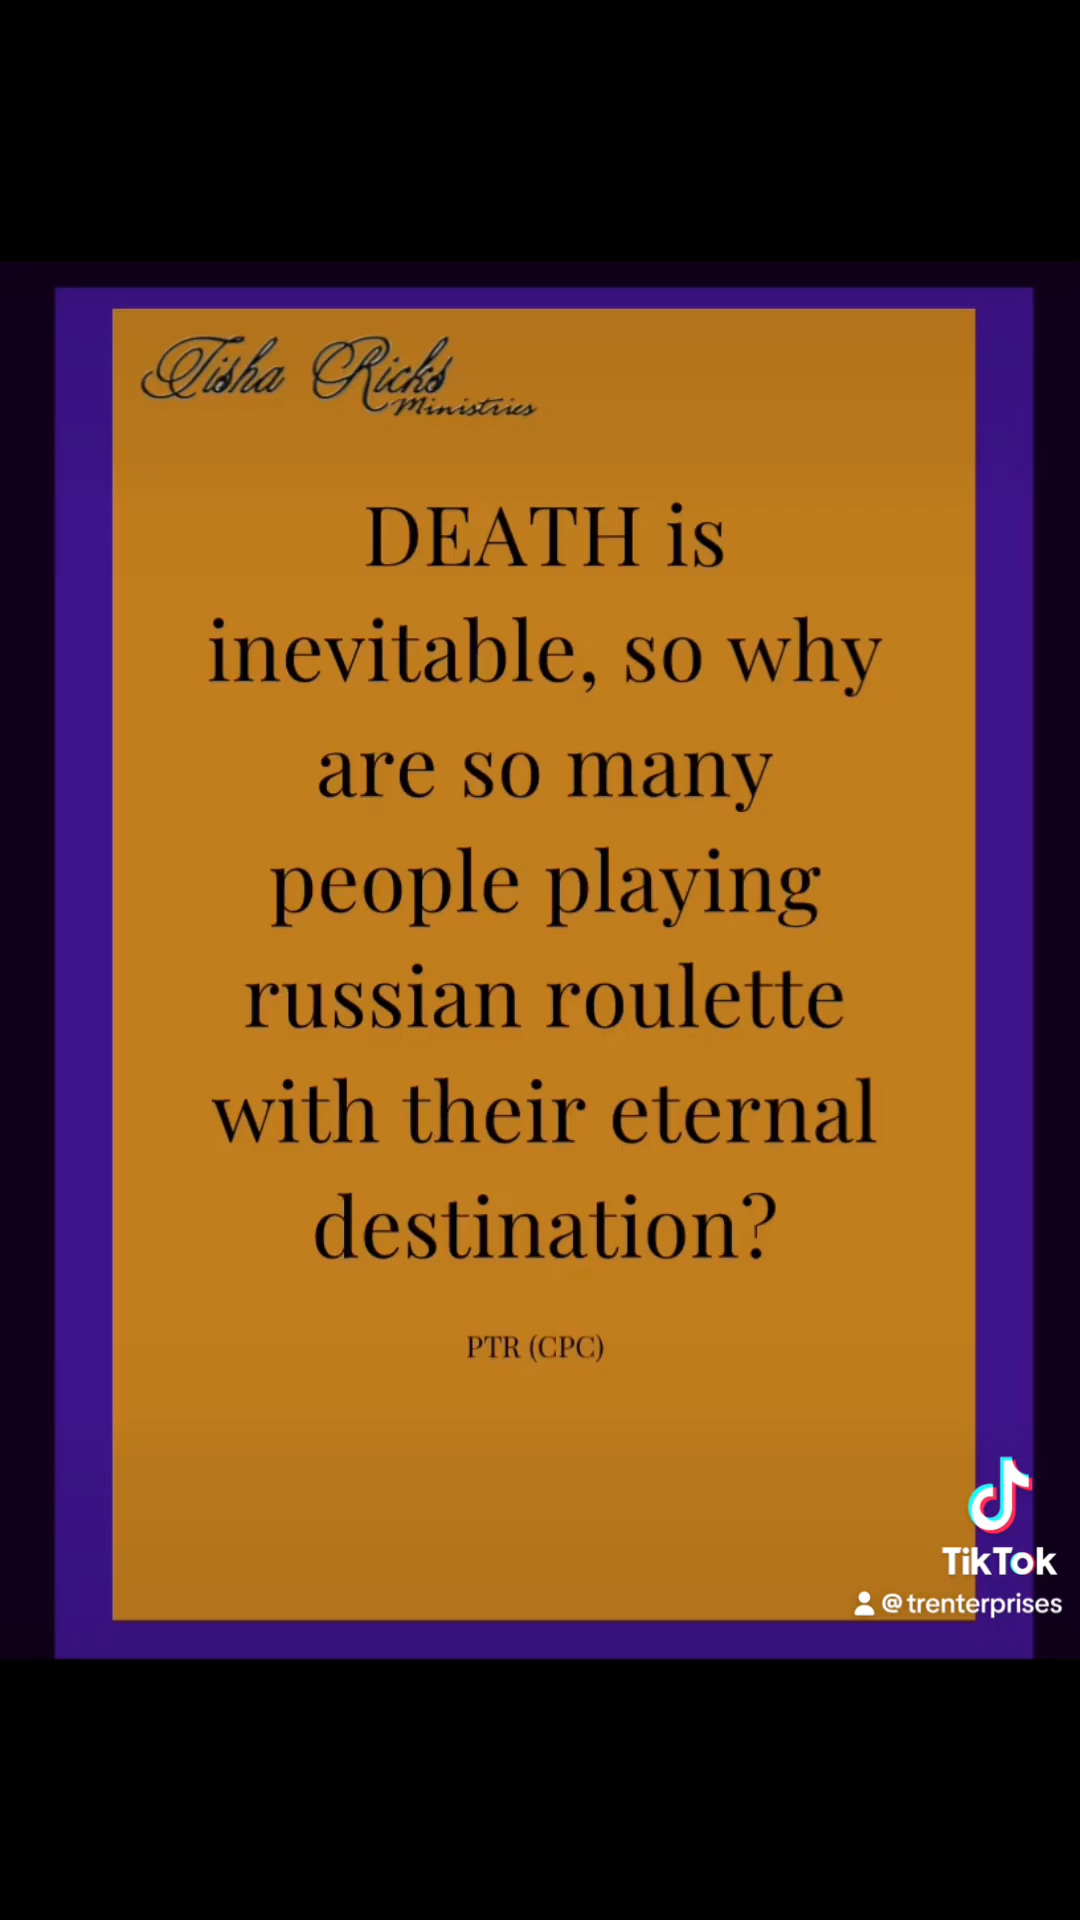 Tisha Ricks
Ministries
DEATH is
inevitable, so why
are so many
people playing
russian roulette
with their eternal
destination?
PTR (CPC)
TikTok
@trenterprises